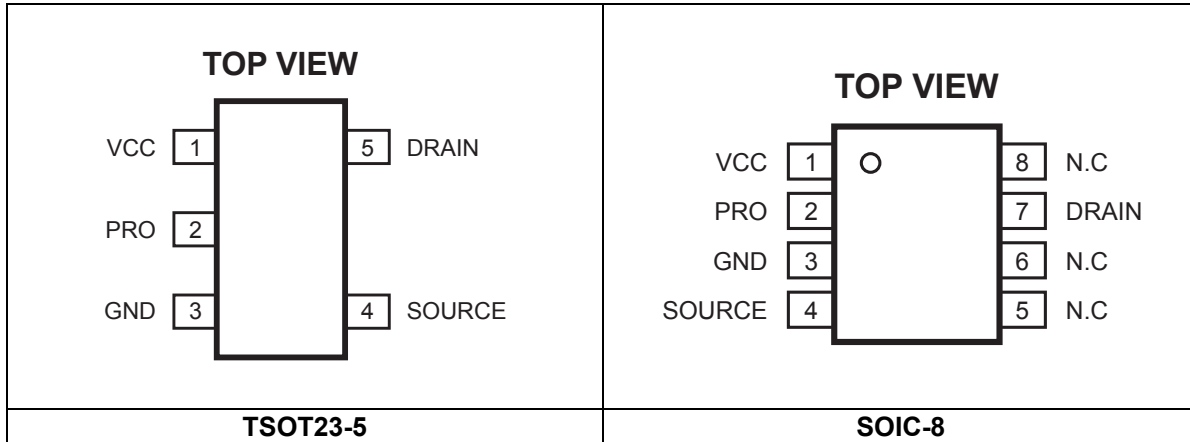 TOP VIEW
VCC 1 5 DRAIN
PRO 2
GND 3 4 SOURCE
TSOT23-5
TOP VIEW
VCC 1 8 N.C
PRO 2 7 DRAIN
GND 3 6 N.C
SOURCE 4 5 N.C
SOIC-8